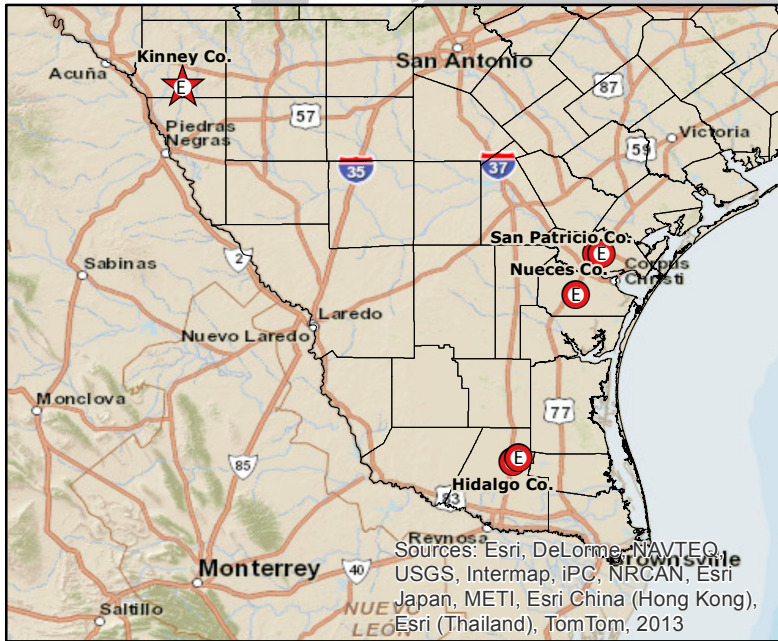 Kinney Co.
E
Acuña
San Antonio
87
57
Piedras
Negras
Victoria
59
35
37
San Patricio Co.
E
2
Corpus
Christi
Nueces Co.
E
Sabinas
Laredo
Nuevo Laredo
Monclova
77
E
85
Hidalgo Co.
83
Reynosa
Brownsville
Monterrey
40
Sources: Esri, DeLorme, NAVTEQ,
USGS, Intermap, iPC, NRCAN, Esri
Japan, METI, Esri China (Hong Kong),
Esri (Thailand), TomTom, 2013
NUEVO
LEÓN
Saltillo